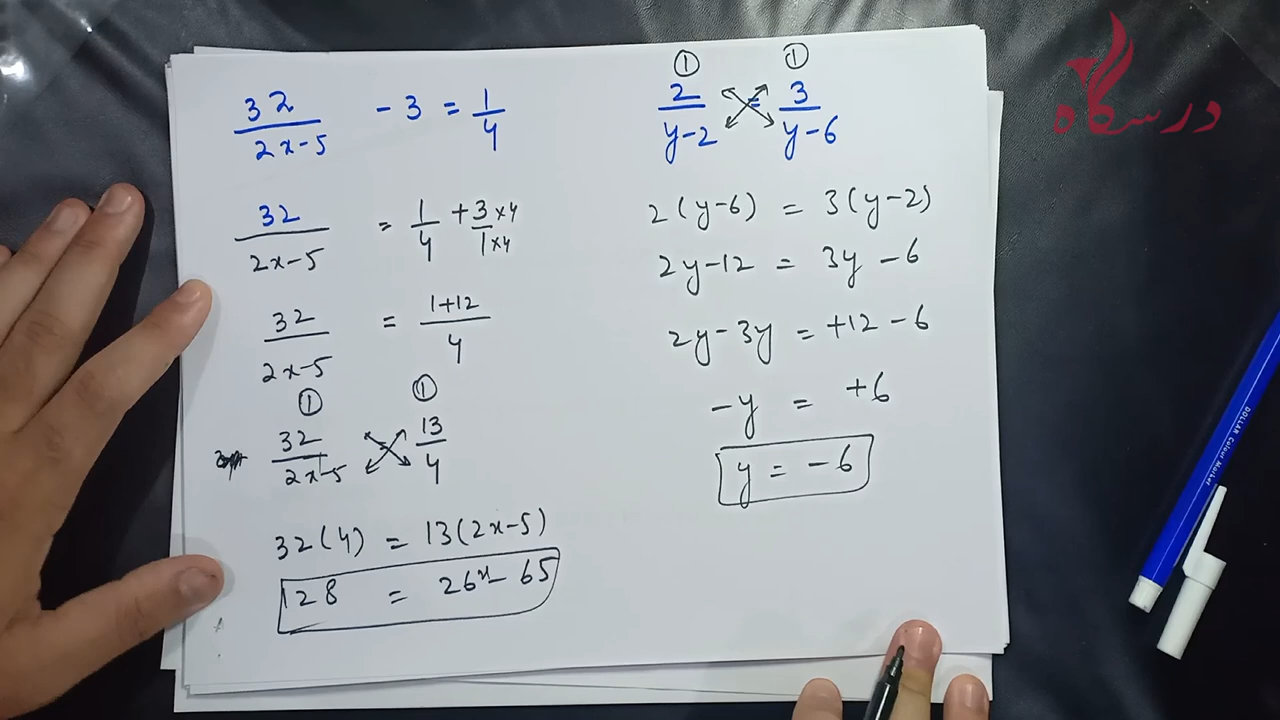 32/(2x-5) - 3 = 1/4
32/(2x-5) = 1/4 + 3×4/1×4
32/(2x-5) = (1+12)/4
① ①
32/(2x-5) = 13/4
32(4) = 13(2x-5)
128 = 26x - 65
① ①
2/(y-2) = 3/(y-6)
2(y-6) = 3(y-2)
2y-12 = 3y-6
2y-3y = +12-6
-y = +6
y = -6
درسگاہ
DOLLAR Colour Marker